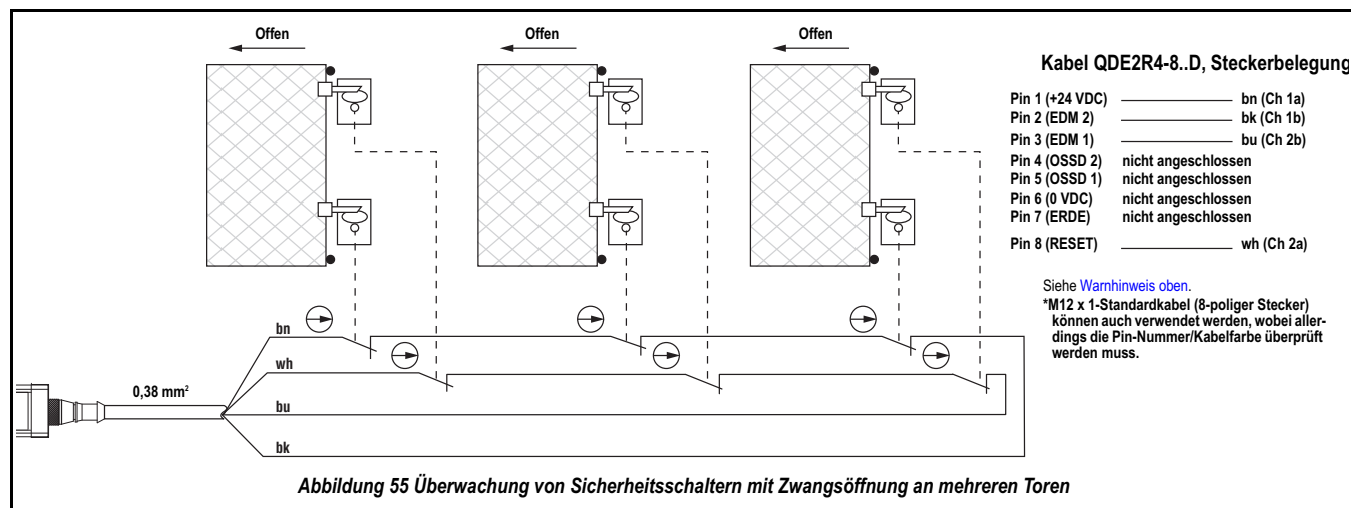 Offen
Offen
Offen
Kabel QDE2R4-8..D, Steckerbelegung
Pin 1 (+24 VDC) bn (Ch 1a)
Pin 2 (EDM 2) bk (Ch 1b)
Pin 3 (EDM 1) bu (Ch 2b)
Pin 4 (OSSD 2) nicht angeschlossen
Pin 5 (OSSD 1) nicht angeschlossen
Pin 6 (0 VDC) nicht angeschlossen
Pin 7 (ERDE) nicht angeschlossen
Pin 8 (RESET) wh (Ch 2a)
Siehe Warnhinweis oben.
*M12 x 1-Standardkabel (8-poliger Stecker)
können auch verwendet werden, wobei aller-
dings die Pin-Nummer/Kabelfarbe überprüft
werden muss.
bn
wh
0,38 mm²
bu
bk
Abbildung 55 Überwachung von Sicherheitsschaltern mit Zwangsöffnung an mehreren Toren